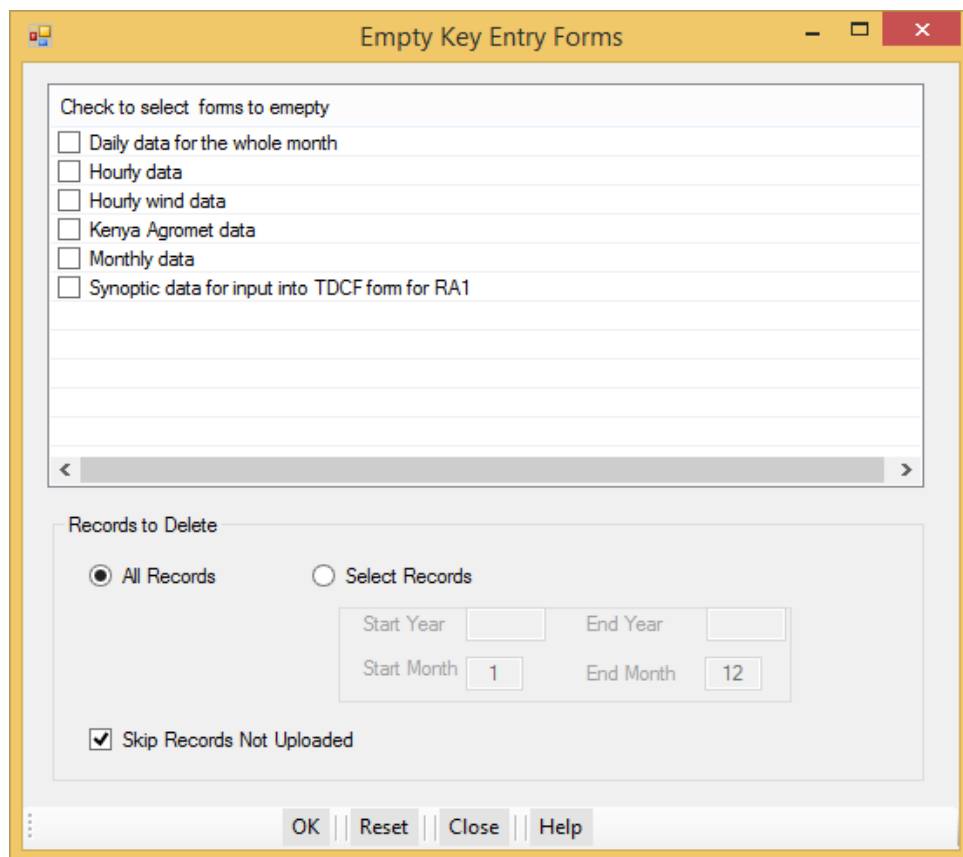 Empty Key Entry Forms
Check to select forms to emepty
Daily data for the whole month
Hourly data
Hourly wind data
Kenya Agromet data
Monthly data
Synoptic data for input into TDCF form for RA1
Records to Delete
All Records Select Records
Start Year End Year
Start Month 1 End Month 12
Skip Records Not Uploaded
OK Reset Close Help